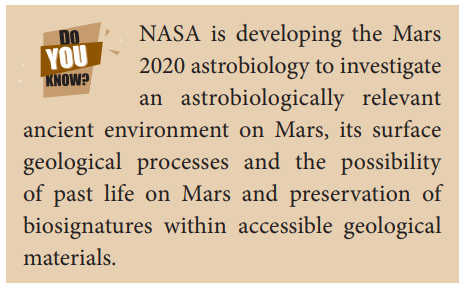 DO
YOU
KNOW?
NASA is developing the Mars
2020 astrobiology to investigate
an astrobiologically relevant
ancient environment on Mars, its surface
geological processes and the possibility
of past life on Mars and preservation of
biosignatures within accessible geological
materials.